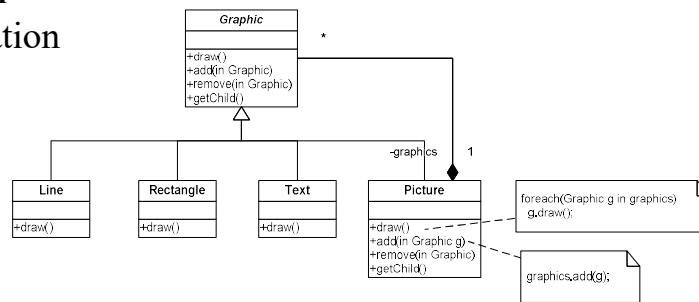 ation
Graphic
*
+draw()
+add(in Graphic)
+remove(in Graphic)
+getChild()
-graphics
1
Line
+draw()
Rectangle
+draw()
Text
+draw()
Picture
+draw()
+add(in Graphic g)
+remove(in Graphic)
+getChild()
foreach(Graphic g in graphics)
g.draw();
graphics.add(g);